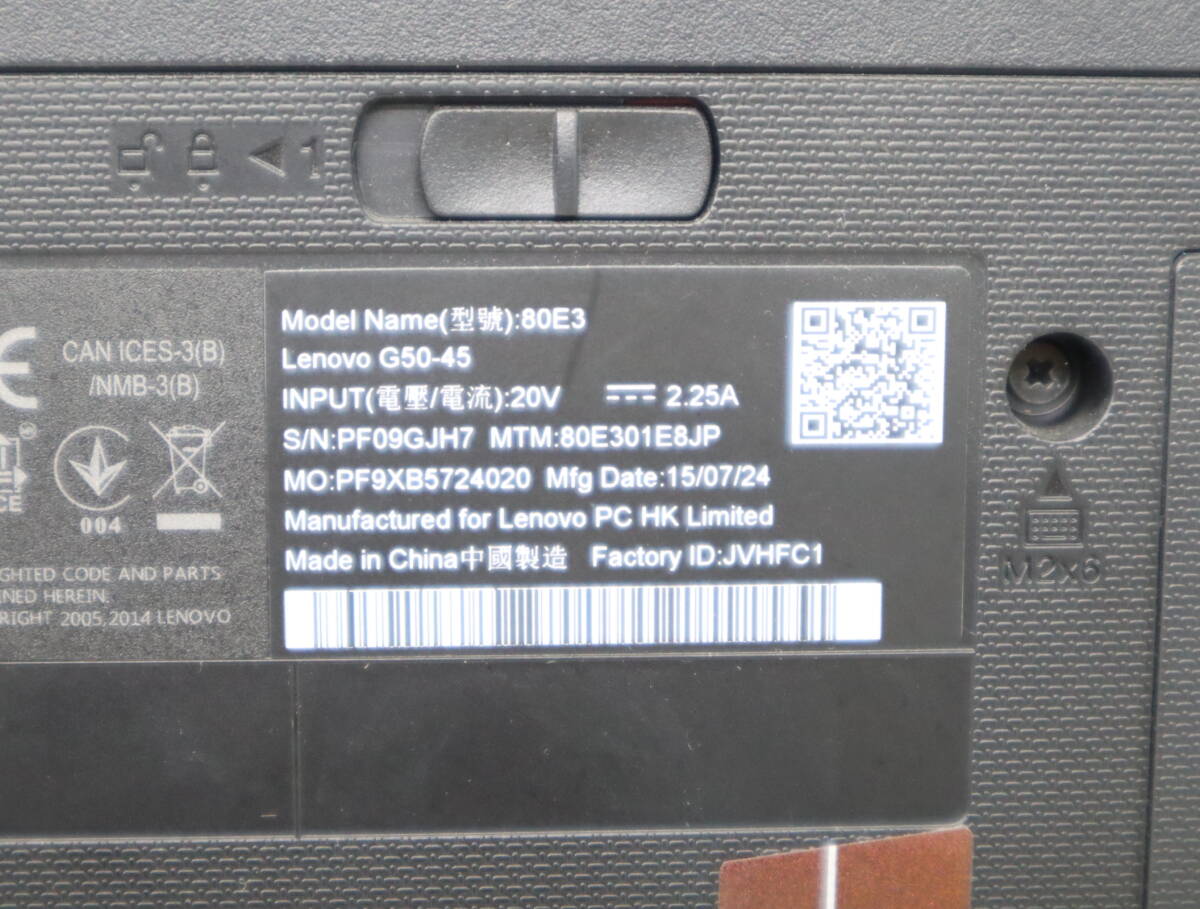 1
CAN ICES-3(B)
/NMB-3(B)
004
GHTED CODE AND PARTS
NED HEREIN.
RIGHT 2005,2014 LENOVO
Model Name(型號):80E3
Lenovo G50-45
INPUT(電壓/電流):20V ⎓ 2.25A
S/N:PF09GJH7 MTM:80E301E8JP
MO:PF9XB5724020 Mfg Date:15/07/24
Manufactured for Lenovo PC HK Limited
Made in China中國製造 Factory ID:JVHFC1
M2x6